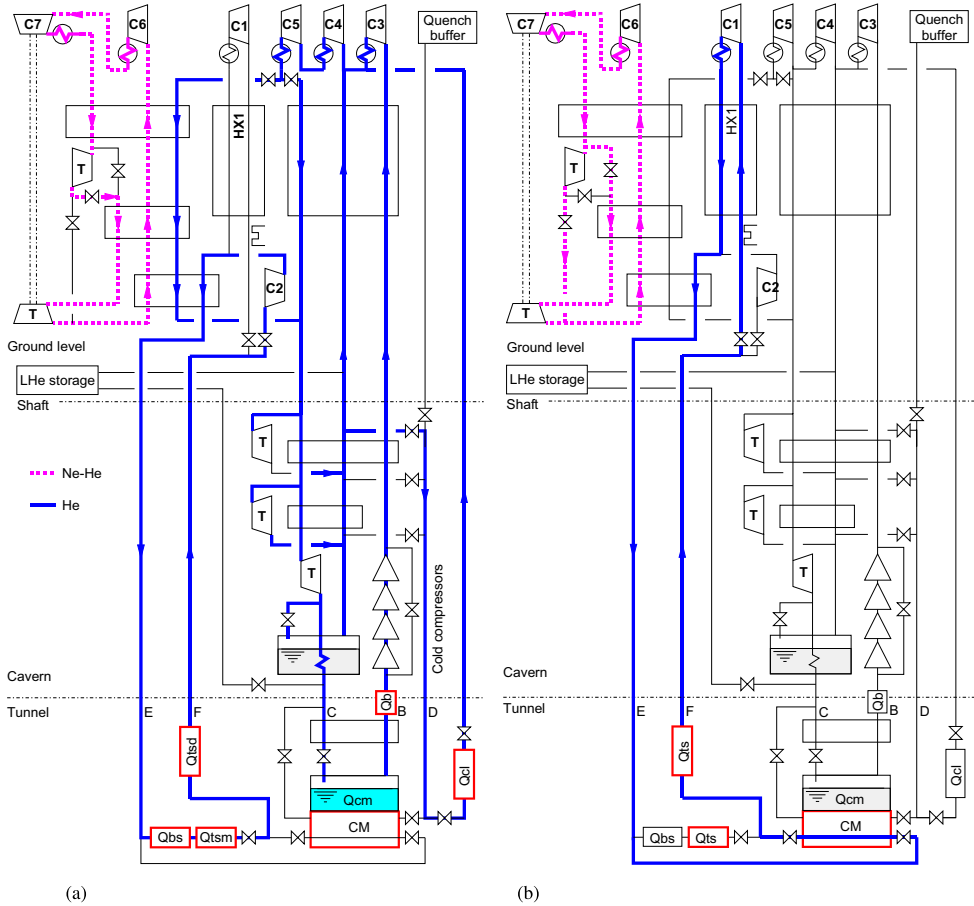 C7 C6 C1 C5 C4 C3 Quench buffer
HX1
T
C2
T
Ground level
LHe storage
Shaft
T
Ne-He
He
T
T
Cold compressors
Cavern
Tunnel
E F C Qb B D
Qtsd
Qcl
Qcm
CM
Qbs Qtsm
(a)
C7 C6 C1 C5 C4 C3 Quench buffer
HX1
T
C2
T
Ground level
LHe storage
Shaft
T
T
T
Cavern
Tunnel
E F C Qb B D
Qts
Qcl
Qcm
CM
Qbs Qts
(b)